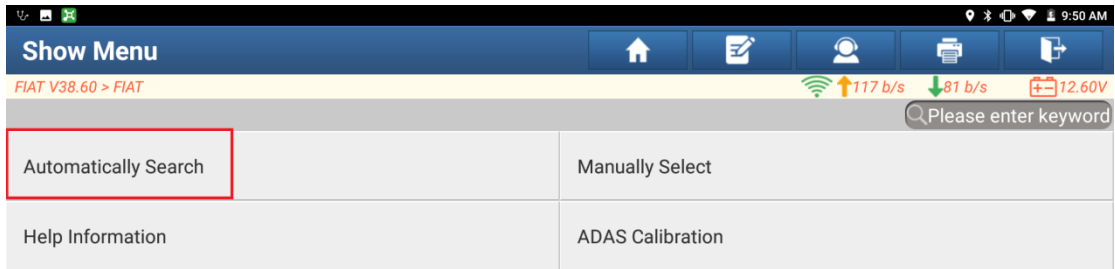 9:50 AM
Show Menu
FIAT V38.60 > FIAT 117 b/s 81 b/s 12.60V
Please enter keyword
Automatically Search Manually Select
Help Information ADAS Calibration